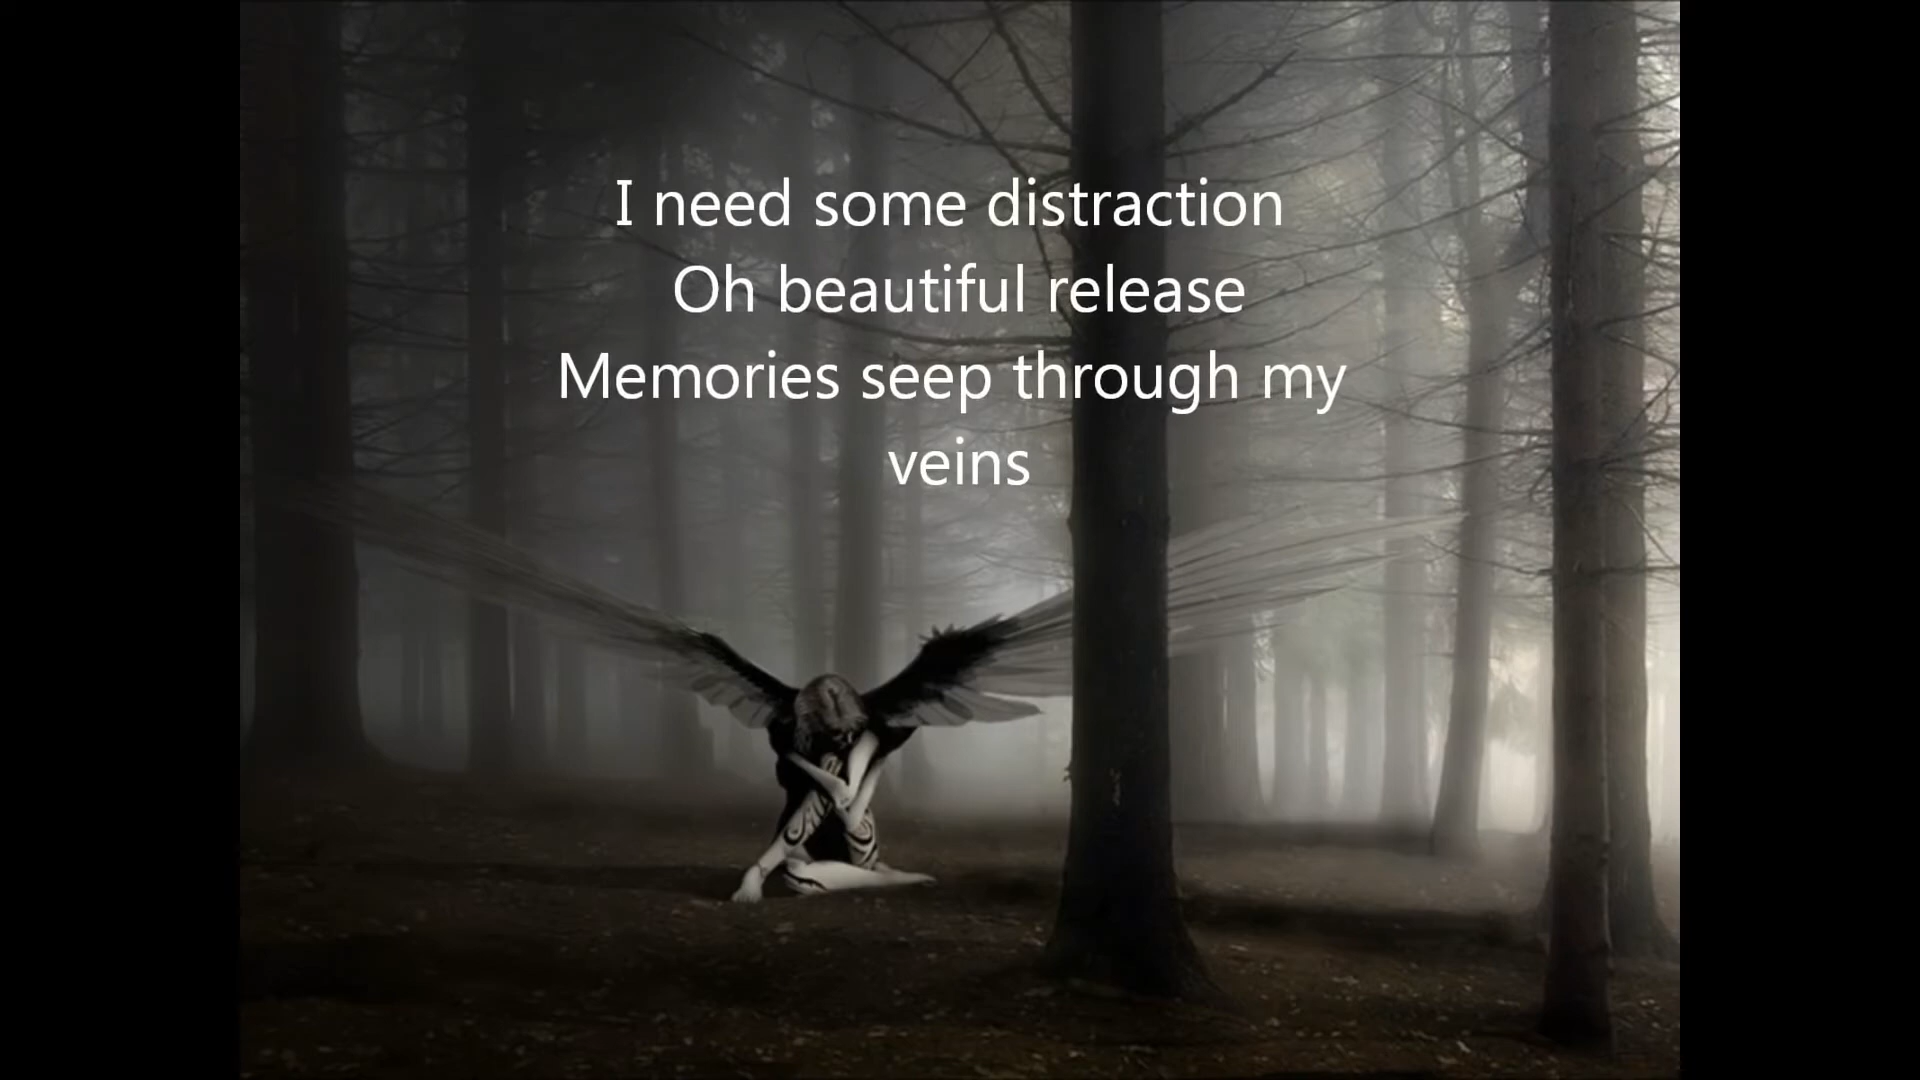 I need some distraction
Oh beautiful release
Memories seep through my
veins